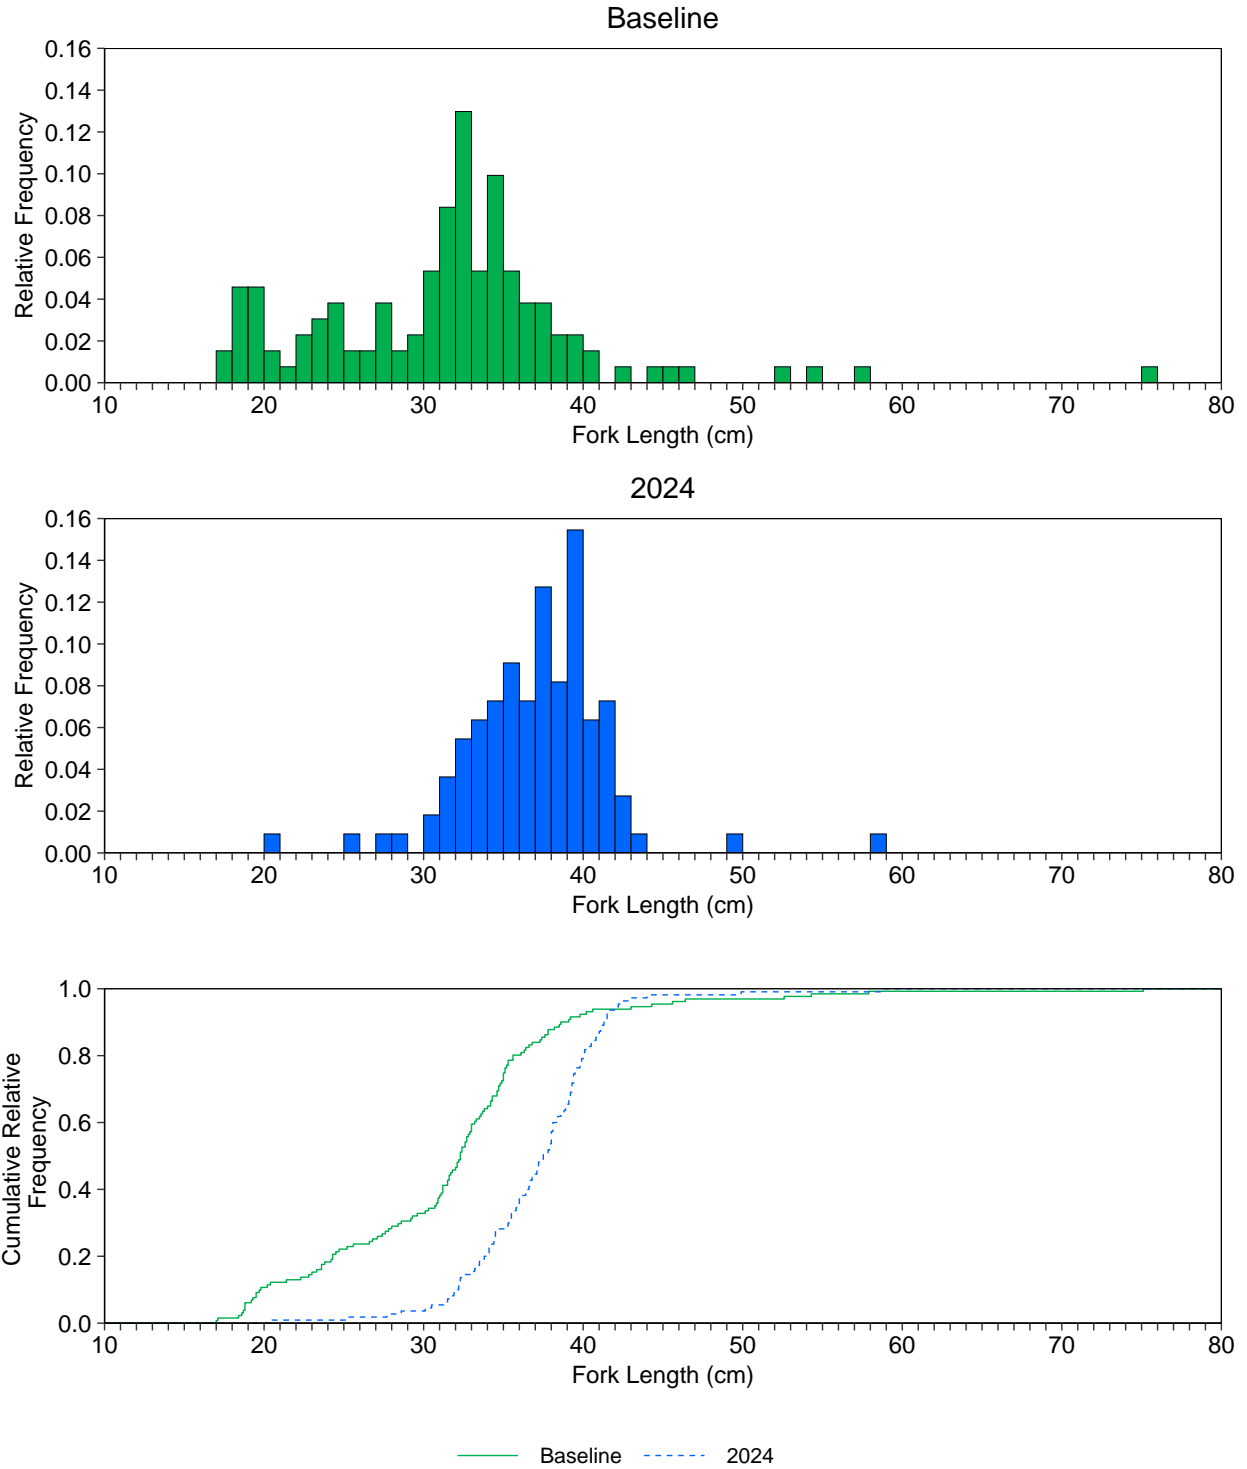 Baseline
0.16
0.14
0.12
0.10
0.08
0.06
0.04
0.02
0.00
Relative Frequency
10 20 30 40 50 60 70 80
Fork Length (cm)
2024
0.16
0.14
0.12
0.10
0.08
0.06
0.04
0.02
0.00
Relative Frequency
10 20 30 40 50 60 70 80
Fork Length (cm)
1.0
0.8
0.6
0.4
0.2
0.0
Cumulative Relative
Frequency
10 20 30 40 50 60 70 80
Fork Length (cm)
Baseline 2024